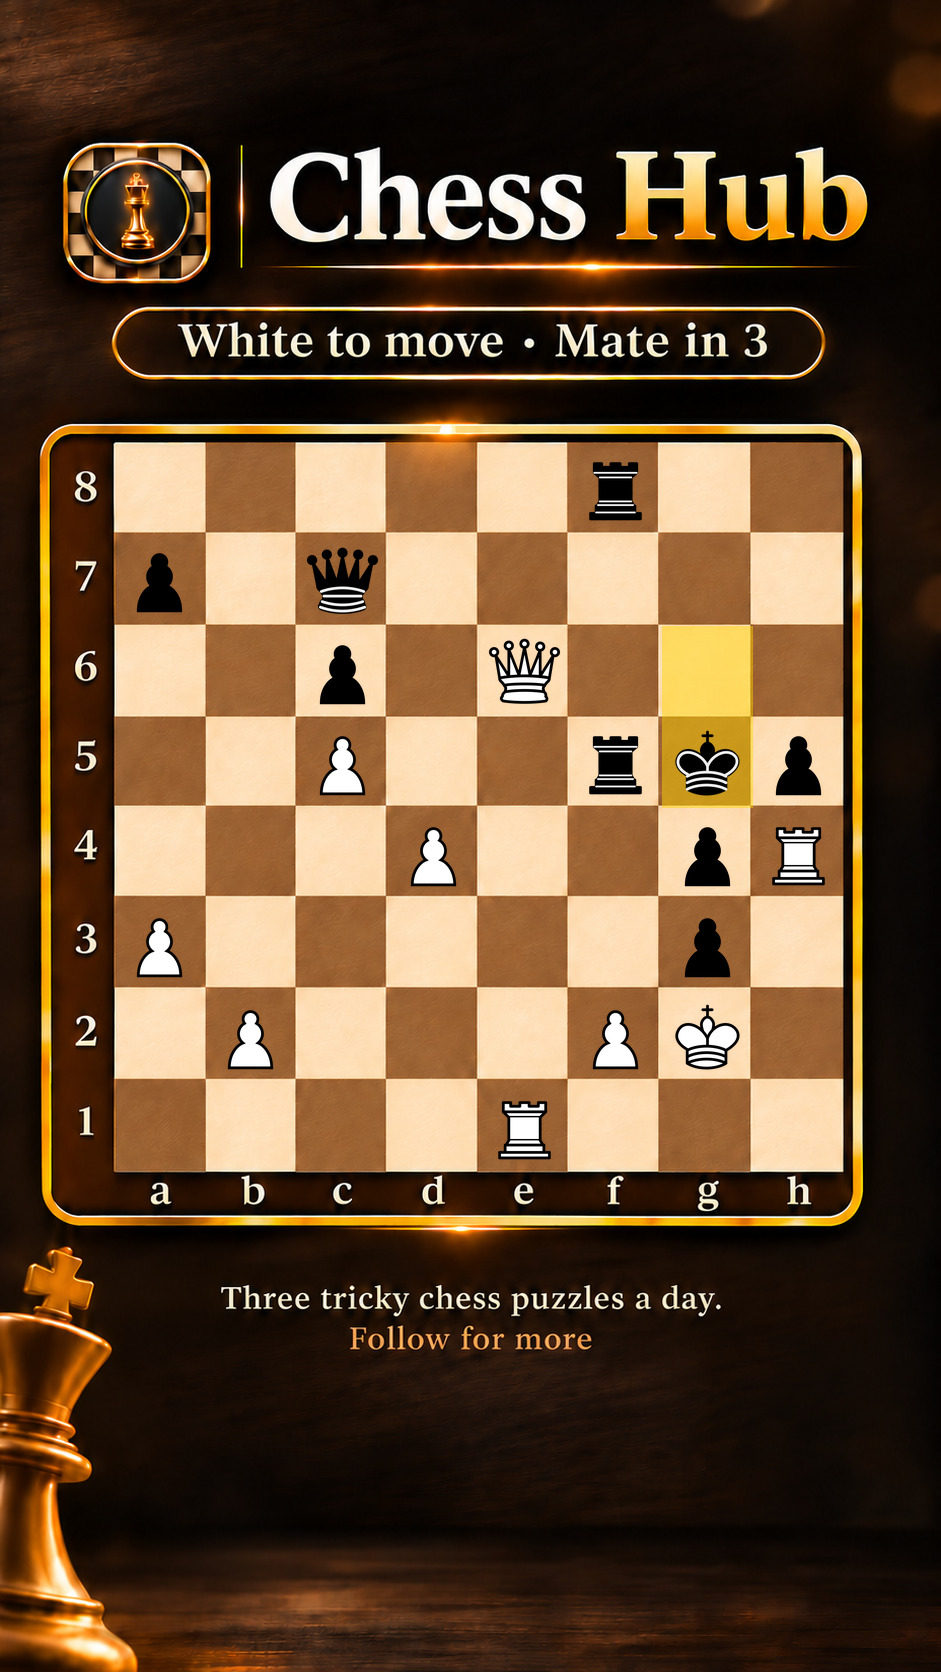 Chess Hub
White to move • Mate in 3
8
7
6
5
4
3
2
1
a b c d e f g h
Three tricky chess puzzles a day.
Follow for more